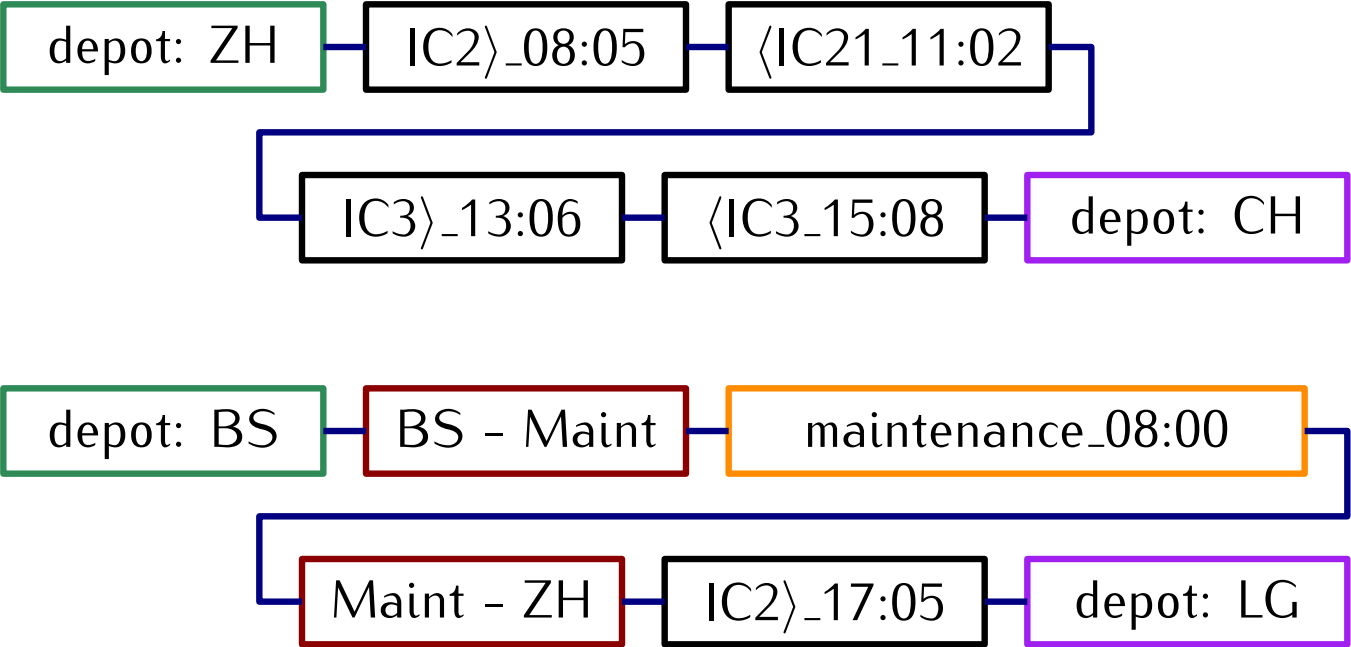 depot: ZH
IC2⟩_08:05
⟨IC21_11:02
IC3⟩_13:06
⟨IC3_15:08
depot: CH
depot: BS
BS – Maint
maintenance_08:00
Maint – ZH
IC2⟩_17:05
depot: LG